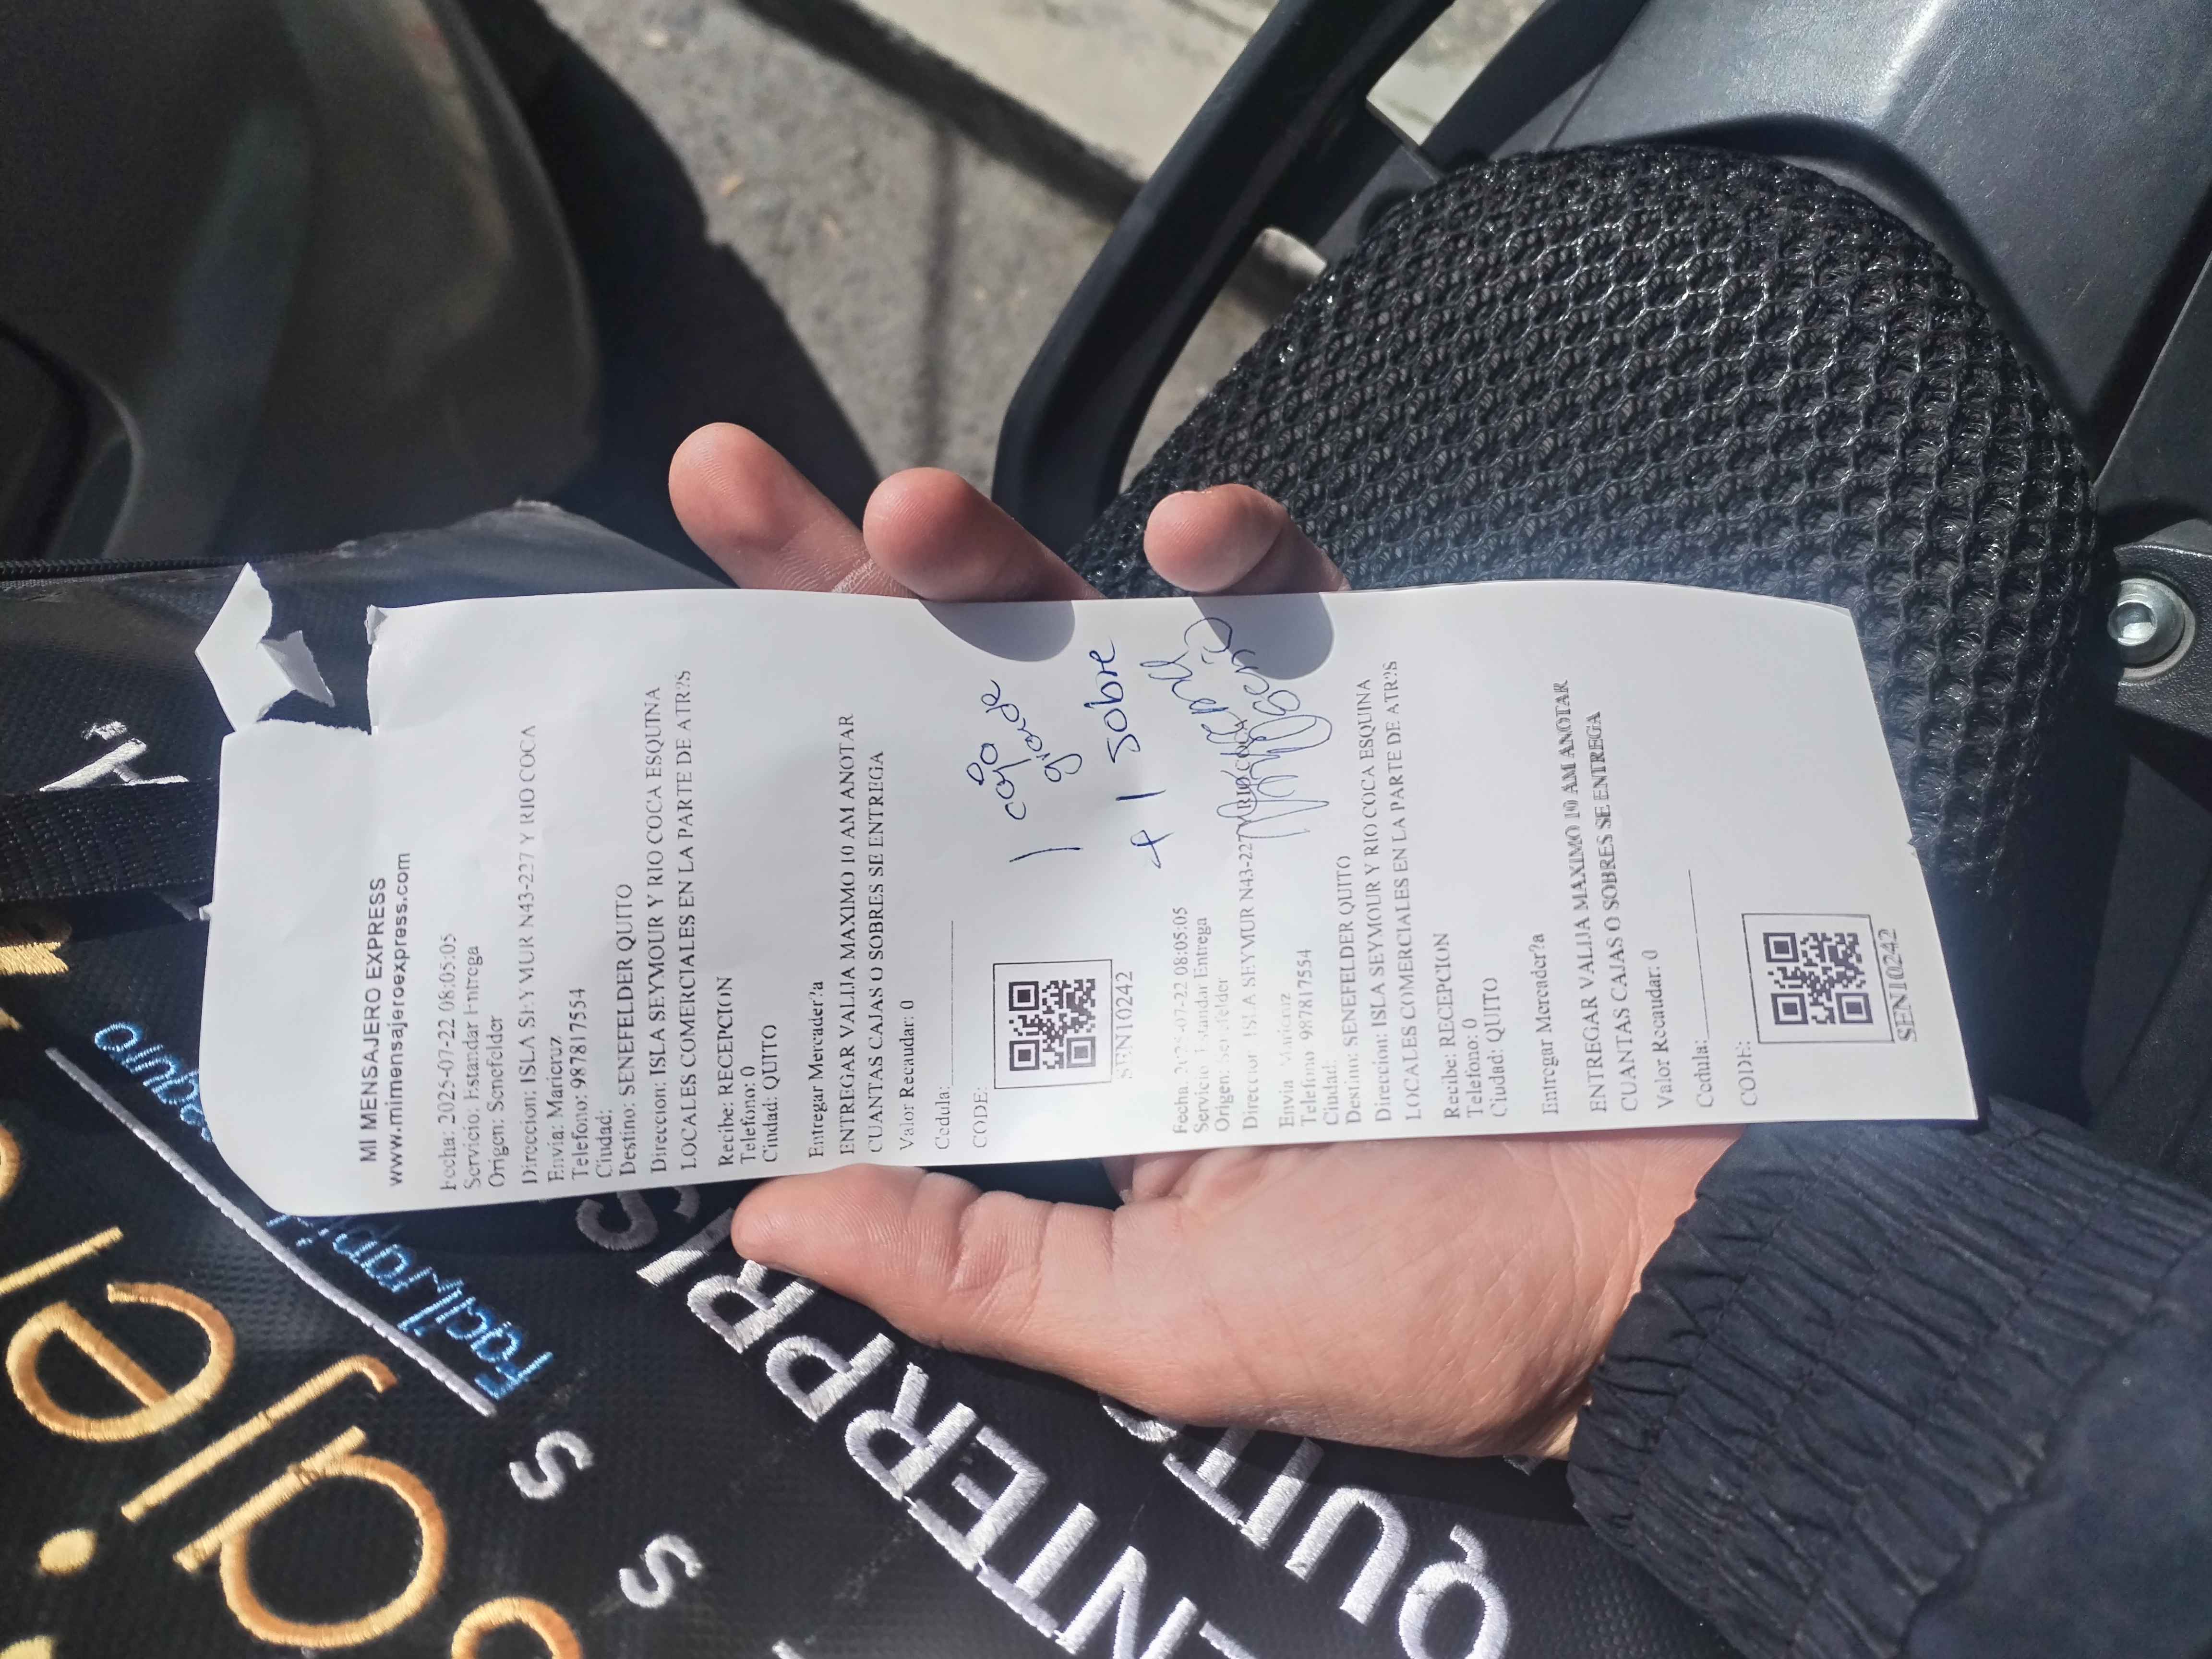 MI MENSAJERO EXPRESS
www.mimensajeroexpress.com
Fecha: 2025-07-22 08:05:05
Servicio: Estandar Entrega
Origen: Senefelder
Direccion: ISLA SEYMUR N43-227 Y RIO COCA
Envia: Maricruz
Telefono: 987817554
Ciudad:
Destino: SENEFELDER QUITO
Direccion: ISLA SEYMOUR Y RIO COCA ESQUINA
LOCALES COMERCIALES EN LA PARTE DE ATR?S
Recibe: RECEPCION
Telefono: 0
Ciudad: QUITO
Entregar Mercader?a
ENTREGAR VALIJA MAXIMO 10 AM ANOTAR
CUANTAS CAJAS O SOBRES SE ENTREGA
Valor Recaudar: 0
Cedula:
CODE:
SEN10242
1 caja
grande
+ 1 sobre
Fecha: 2025-07-22 08:05:05
Servicio: Estandar Entrega
Origen: Senefelder
Direccion: ISLA SEYMUR N43-227 Y RIO COCA
Envia: Maricruz
Telefono: 987817554
Ciudad:
Destino: SENEFELDER QUITO
Direccion: ISLA SEYMOUR Y RIO COCA ESQUINA
LOCALES COMERCIALES EN LA PARTE DE ATR?S
Recibe: RECEPCION
Telefono: 0
Ciudad: QUITO
Entregar Mercader?a
ENTREGAR VALIJA MAXIMO 10 AM ANOTAR
CUANTAS CAJAS O SOBRES SE ENTREGA
Valor Recaudar: 0
Cedula:
CODE:
SEN10242